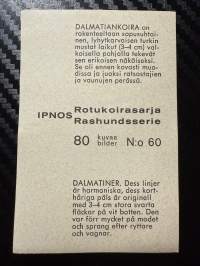 DALMATIANKOIRA on
rakenteeltaan sopusuhtai-
nen, lyhytkarvaisen turkin
mustat laikut (3–4 cm) val-
koisella pohjalla tekevät
sen erikoisen näköiseksi.
Se oli ennen kovasti muo-
dissa ja juoksi ratsastajien
ja vaunujen perässä.
IPNOS Rotukoirasarja
Rashundsserie
80 kuvaa bilder N:o 60
DALMATINER. Dess linjer
är harmoniska, dess kort-
håriga päls är originell
med 3–4 cm stora svarta
fläckar på vit botten. Den
var förr mycket på modet
och sprang efter ryttare
och vagnar.